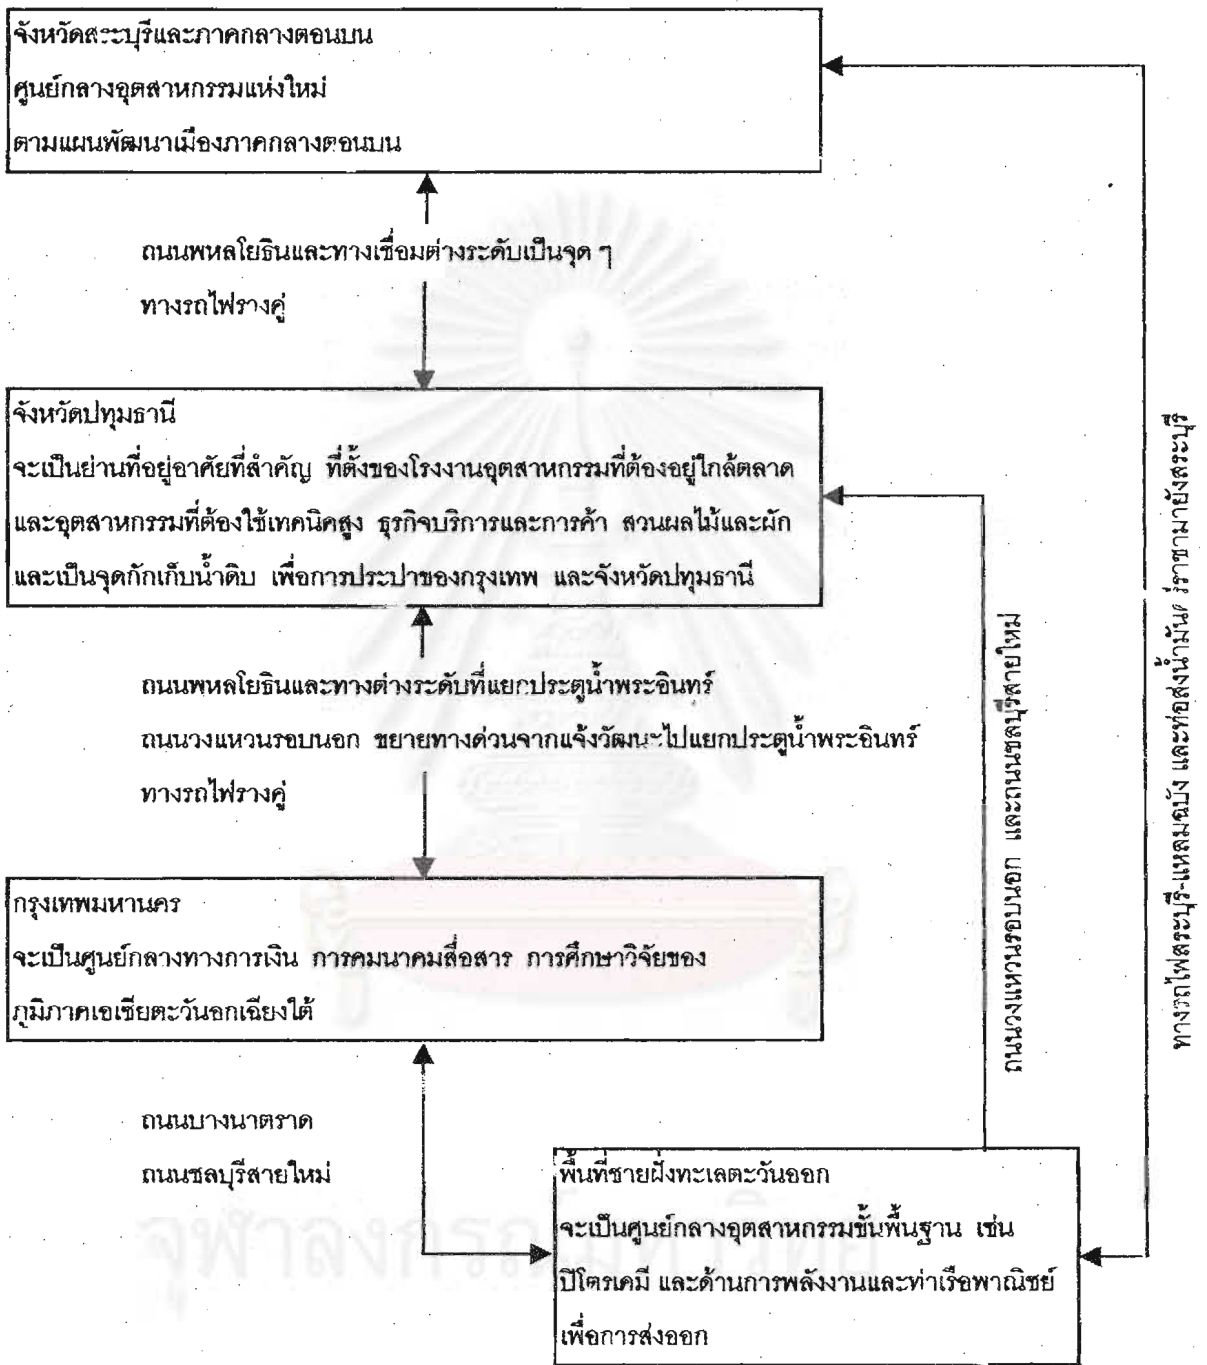 จังหวัดสระบุรีและภาคกลางตอนบน
ศูนย์กลางอุตสาหกรรมแห่งใหม่
ตามแผนพัฒนาเมืองภาคกลางตอนบน
ถนนพหลโยธินและทางเชื่อมต่างระดับเป็นจุด ๆ
ทางรถไฟรางคู่
จังหวัดปทุมธานี
จะเป็นย่านที่อยู่อาศัยที่สำคัญ ที่ตั้งของโรงงานอุตสาหกรรมที่ต้องอยู่ใกล้ตลาด
และอุตสาหกรรมที่ต้องใช้เทคนิคสูง ธุรกิจบริการและการค้า สวนผลไม้และผัก
และเป็นจุดกักเก็บน้ำดิบ เพื่อการประปาของกรุงเทพ และจังหวัดปทุมธานี
ถนนพหลโยธินและทางต่างระดับที่แยกประตูน้ำพระอินทร์
ถนนวงแหวนรอบนอก ขยายทางด่วนจากแจ้งวัฒนะไปแยกประตูน้ำพระอินทร์
ทางรถไฟรางคู่
กรุงเทพมหานคร
จะเป็นศูนย์กลางทางการเงิน การคมนาคมสื่อสาร การศึกษาวิจัยของ
ภูมิภาคเอเชียตะวันออกเฉียงใต้
ถนนบางนาตราด
ถนนชลบุรีสายใหม่
พื้นที่ชายฝั่งทะเลตะวันออก
จะเป็นศูนย์กลางอุตสาหกรรมขั้นพื้นฐาน เช่น
ปิโตรเคมี และด้านการพลังงานและท่าเรือพาณิชย์
เพื่อการส่งออก
ถนนวงแหวนรอบนอก และถนนชลบุรีสายใหม่
ทางรถไฟสระบุรี-แหลมฉบัง และท่อส่งน้ำมันศรีราชามายังสระบุรี
จุฬาลงกรณ์มหาวิทย